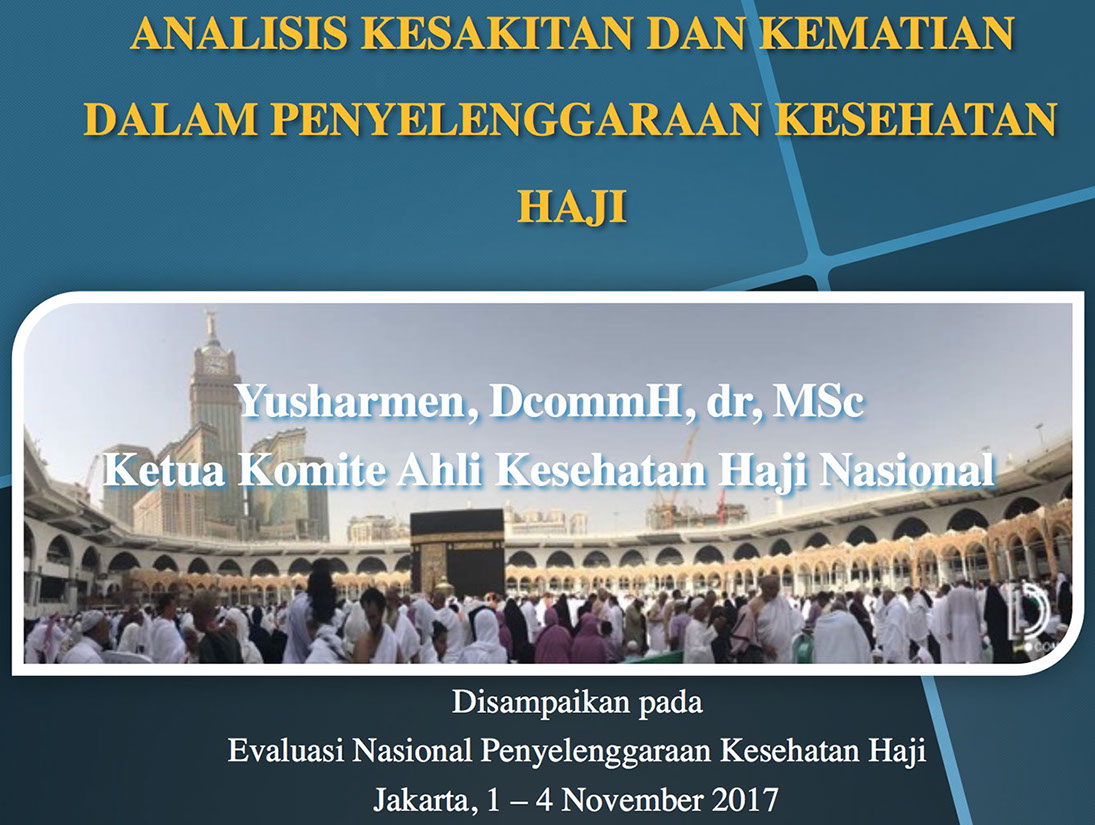 ANALISIS KESAKITAN DAN KEMATIAN
DALAM PENYELENGGARAAN KESEHATAN
HAJI
Yusharmen, DcommH, dr, MSc
Ketua Komite Ahli Kesehatan Haji Nasional
Disampaikan pada
Evaluasi Nasional Penyelenggaraan Kesehatan Haji
Jakarta, 1 – 4 November 2017